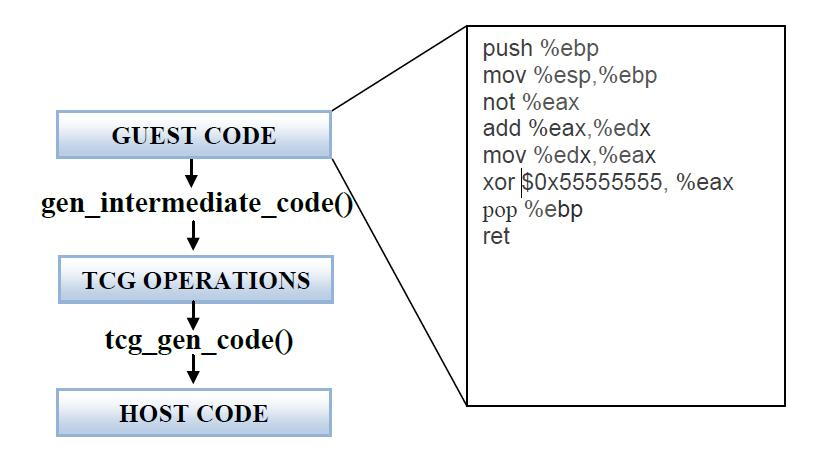 GUEST CODE
gen_intermediate_code()
TCG OPERATIONS
tcg_gen_code()
HOST CODE
push %ebp
mov %esp,%ebp
not %eax
add %eax,%edx
mov %edx,%eax
xor $0x55555555, %eax
pop %ebp
ret